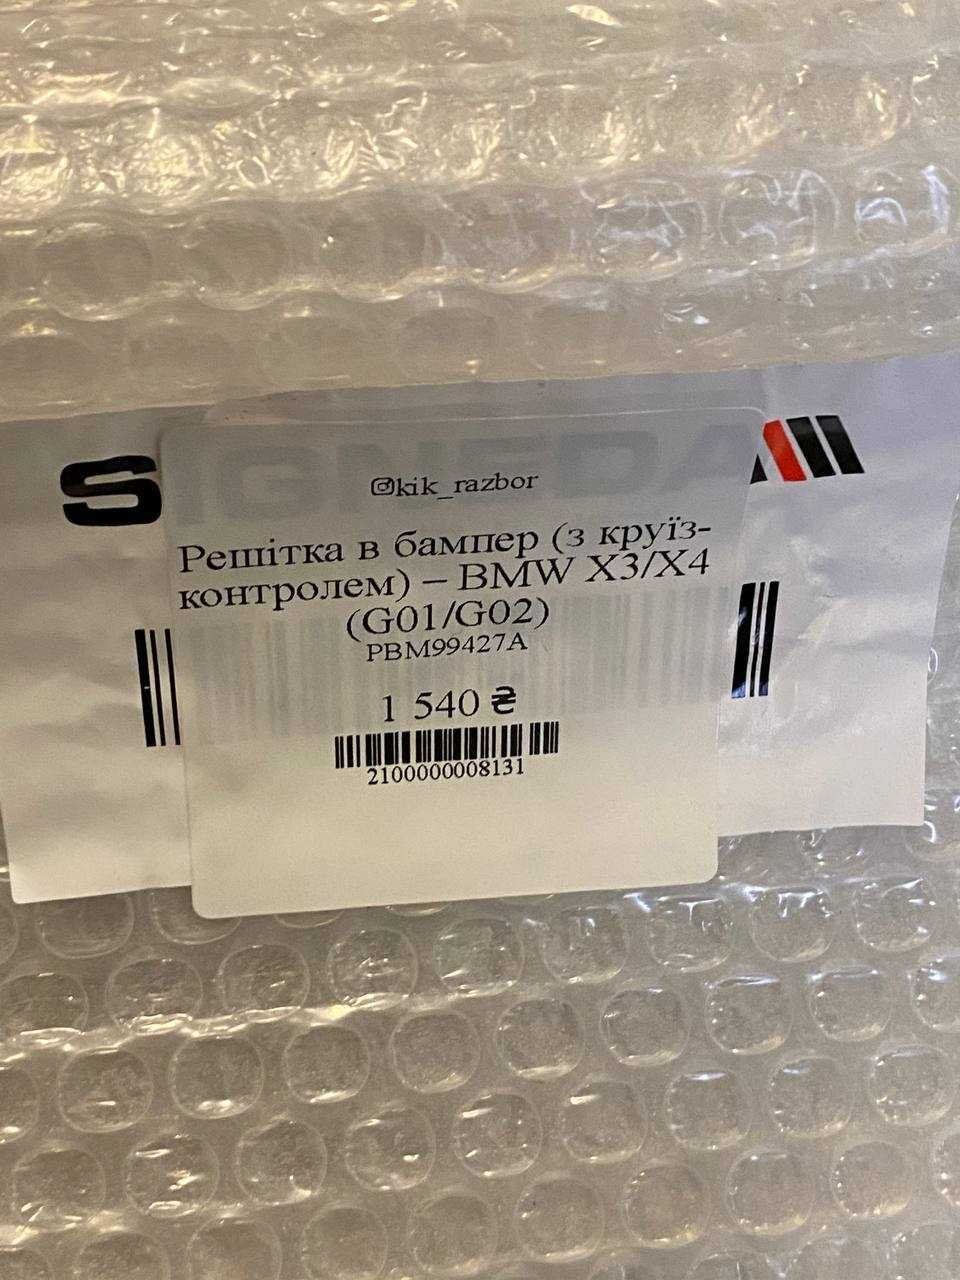 SIGNEDA
@kik_razbor
Решітка в бампер (з круїз-
контролем) – BMW X3/X4
(G01/G02)
PBM99427A
1 540 ₴
2100000008131